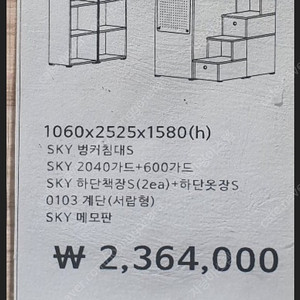 1060x2525x1580(h)
SKY 벙커침대S
SKY 2040가드+600가드
SKY 하단책장S(2ea)+하단옷장S
0103 계단(서랍형)
SKY 메모판
₩ 2,364,000